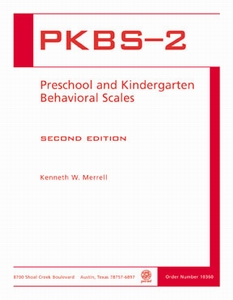 PKBS–2
Preschool and Kindergarten
Behavioral Scales
SECOND EDITION
Kenneth W. Merrell
8700 Shoal Creek Boulevard Austin, Texas 78757-6897 Order Number